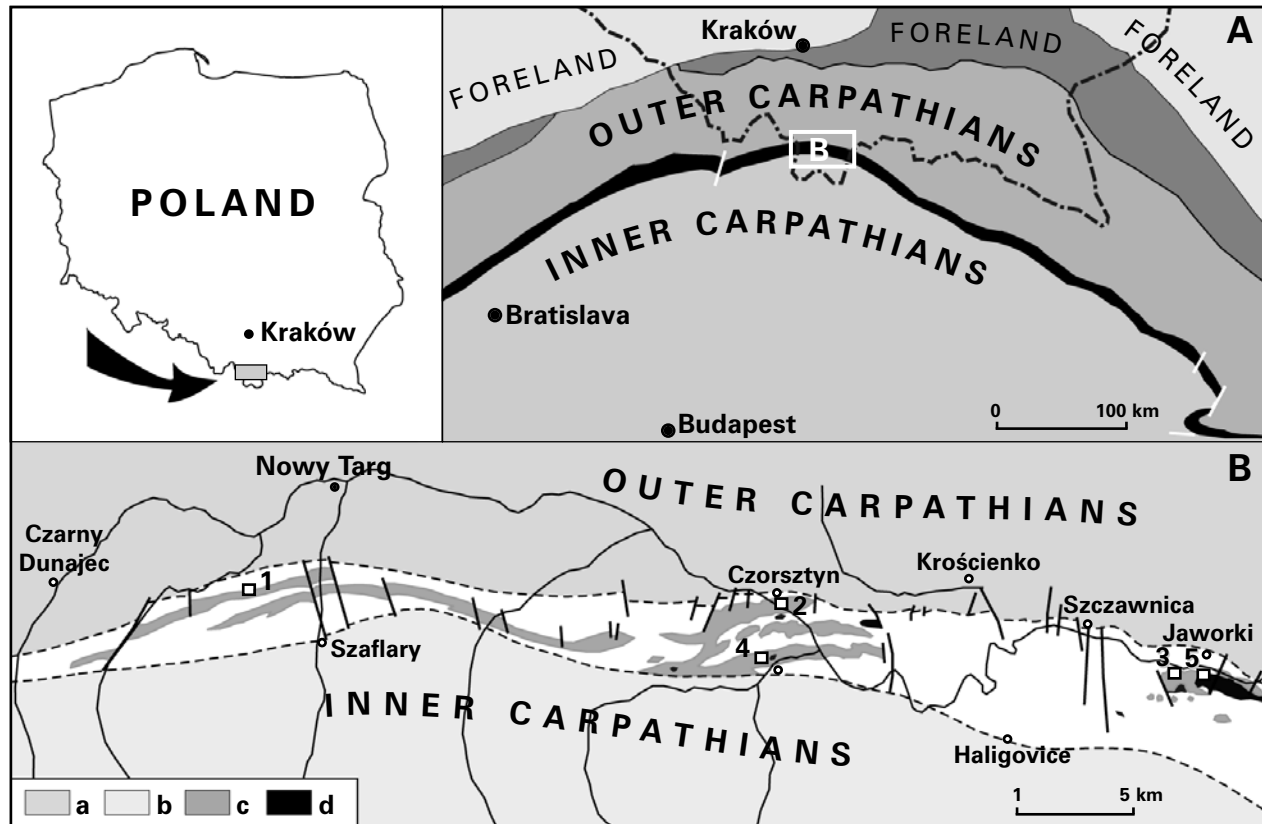 POLAND
Kraków
A
Kraków
FORELAND
FORELAND
FORELAND
OUTER CARPATHIANS
B
INNER CARPATHIANS
Bratislava
Budapest
0 100 km
B
Nowy Targ
OUTER CARPATHIANS
Czarny
Dunajec
1
Czorsztyn
2
Krościenko
Szczawnica
Jaworki
3 5
Szaflary
4
INNER CARPATHIANS
Haligovice
a b c d
1 5 km